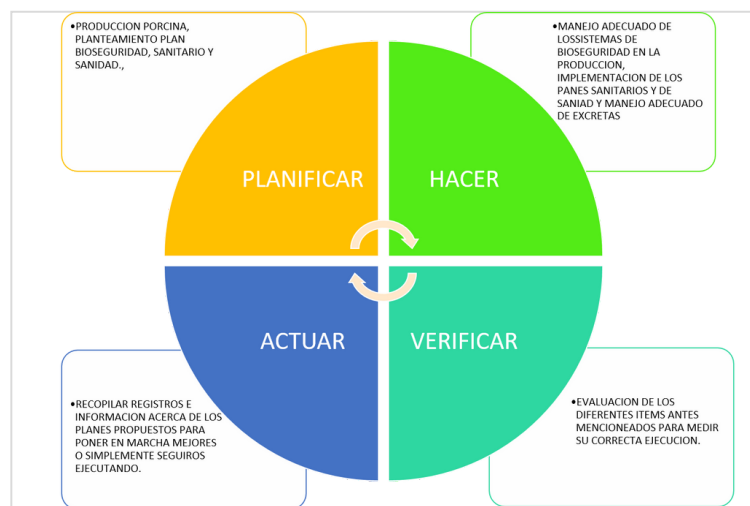 •PRODUCCION PORCINA,
PLANTEAMIENTO PLAN
BIOSEGURIDAD, SANITARIO Y
SANIDAD.,
•MANEJO ADECUADO DE
LOSSISTEMAS DE
BIOSEGURIDAD EN LA
PRODUCCION,
IMPLEMENTACION DE LOS
PANES SANITARIOS Y DE
SANIAD Y MANEJO ADECUADO
DE EXCRETAS
PLANIFICAR
HACER
ACTUAR
VERIFICAR
•RECOPILAR REGISTROS E
INFORMACION ACERCA DE LOS
PLANES PROPUESTOS PARA
PONER EN MARCHA MEJORES
O SIMPLEMENTE SEGUIROS
EJECUTANDO.
•EVALUACION DE LOS
DIFERENTES ITEMS ANTES
MENCIONEADOS PARA MEDIR
SU CORRECTA EJECUCION.